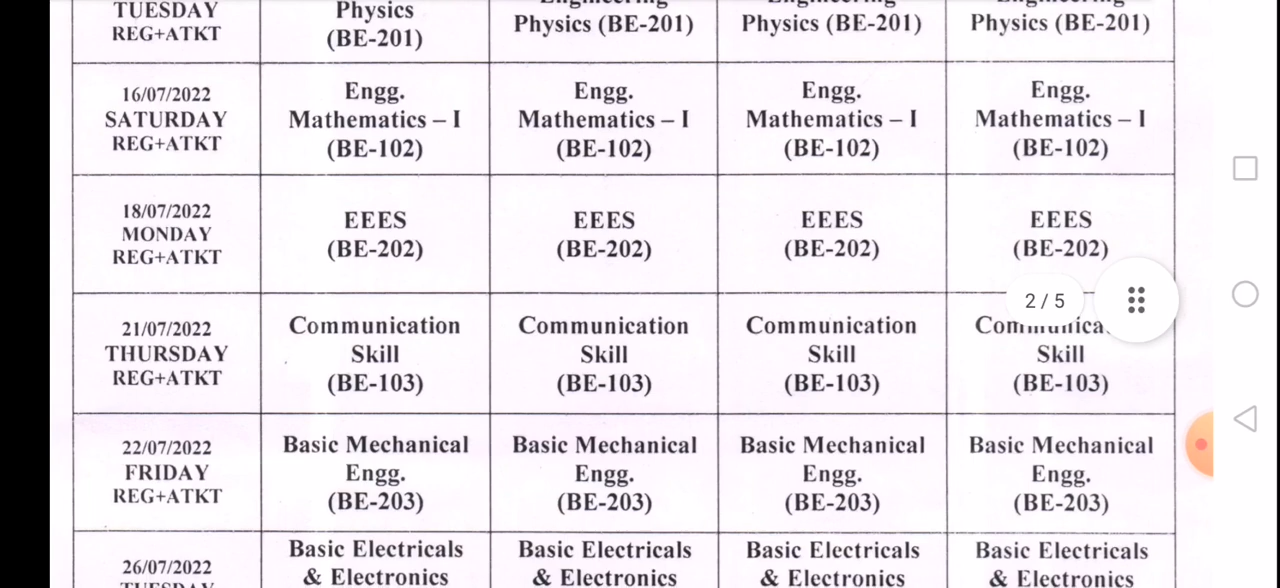 TUESDAY
REG+ATKT
Physics
(BE-201)
Physics (BE-201)
Physics (BE-201)
Physics (BE-201)
16/07/2022
SATURDAY
REG+ATKT
Engg.
Mathematics – I
(BE-102)
Engg.
Mathematics – I
(BE-102)
Engg.
Mathematics – I
(BE-102)
Engg.
Mathematics – I
(BE-102)
18/07/2022
MONDAY
REG+ATKT
EEES
(BE-202)
EEES
(BE-202)
EEES
(BE-202)
EEES
(BE-202)
2 / 5
21/07/2022
THURSDAY
REG+ATKT
Communication
Skill
(BE-103)
Communication
Skill
(BE-103)
Communication
Skill
(BE-103)
Skill
(BE-103)
22/07/2022
FRIDAY
REG+ATKT
Basic Mechanical
Engg.
(BE-203)
Basic Mechanical
Engg.
(BE-203)
Basic Mechanical
Engg.
(BE-203)
Basic Mechanical
Engg.
(BE-203)
26/07/2022
Basic Electricals
& Electronics
Basic Electricals
& Electronics
Basic Electricals
& Electronics
Basic Electricals
& Electronics